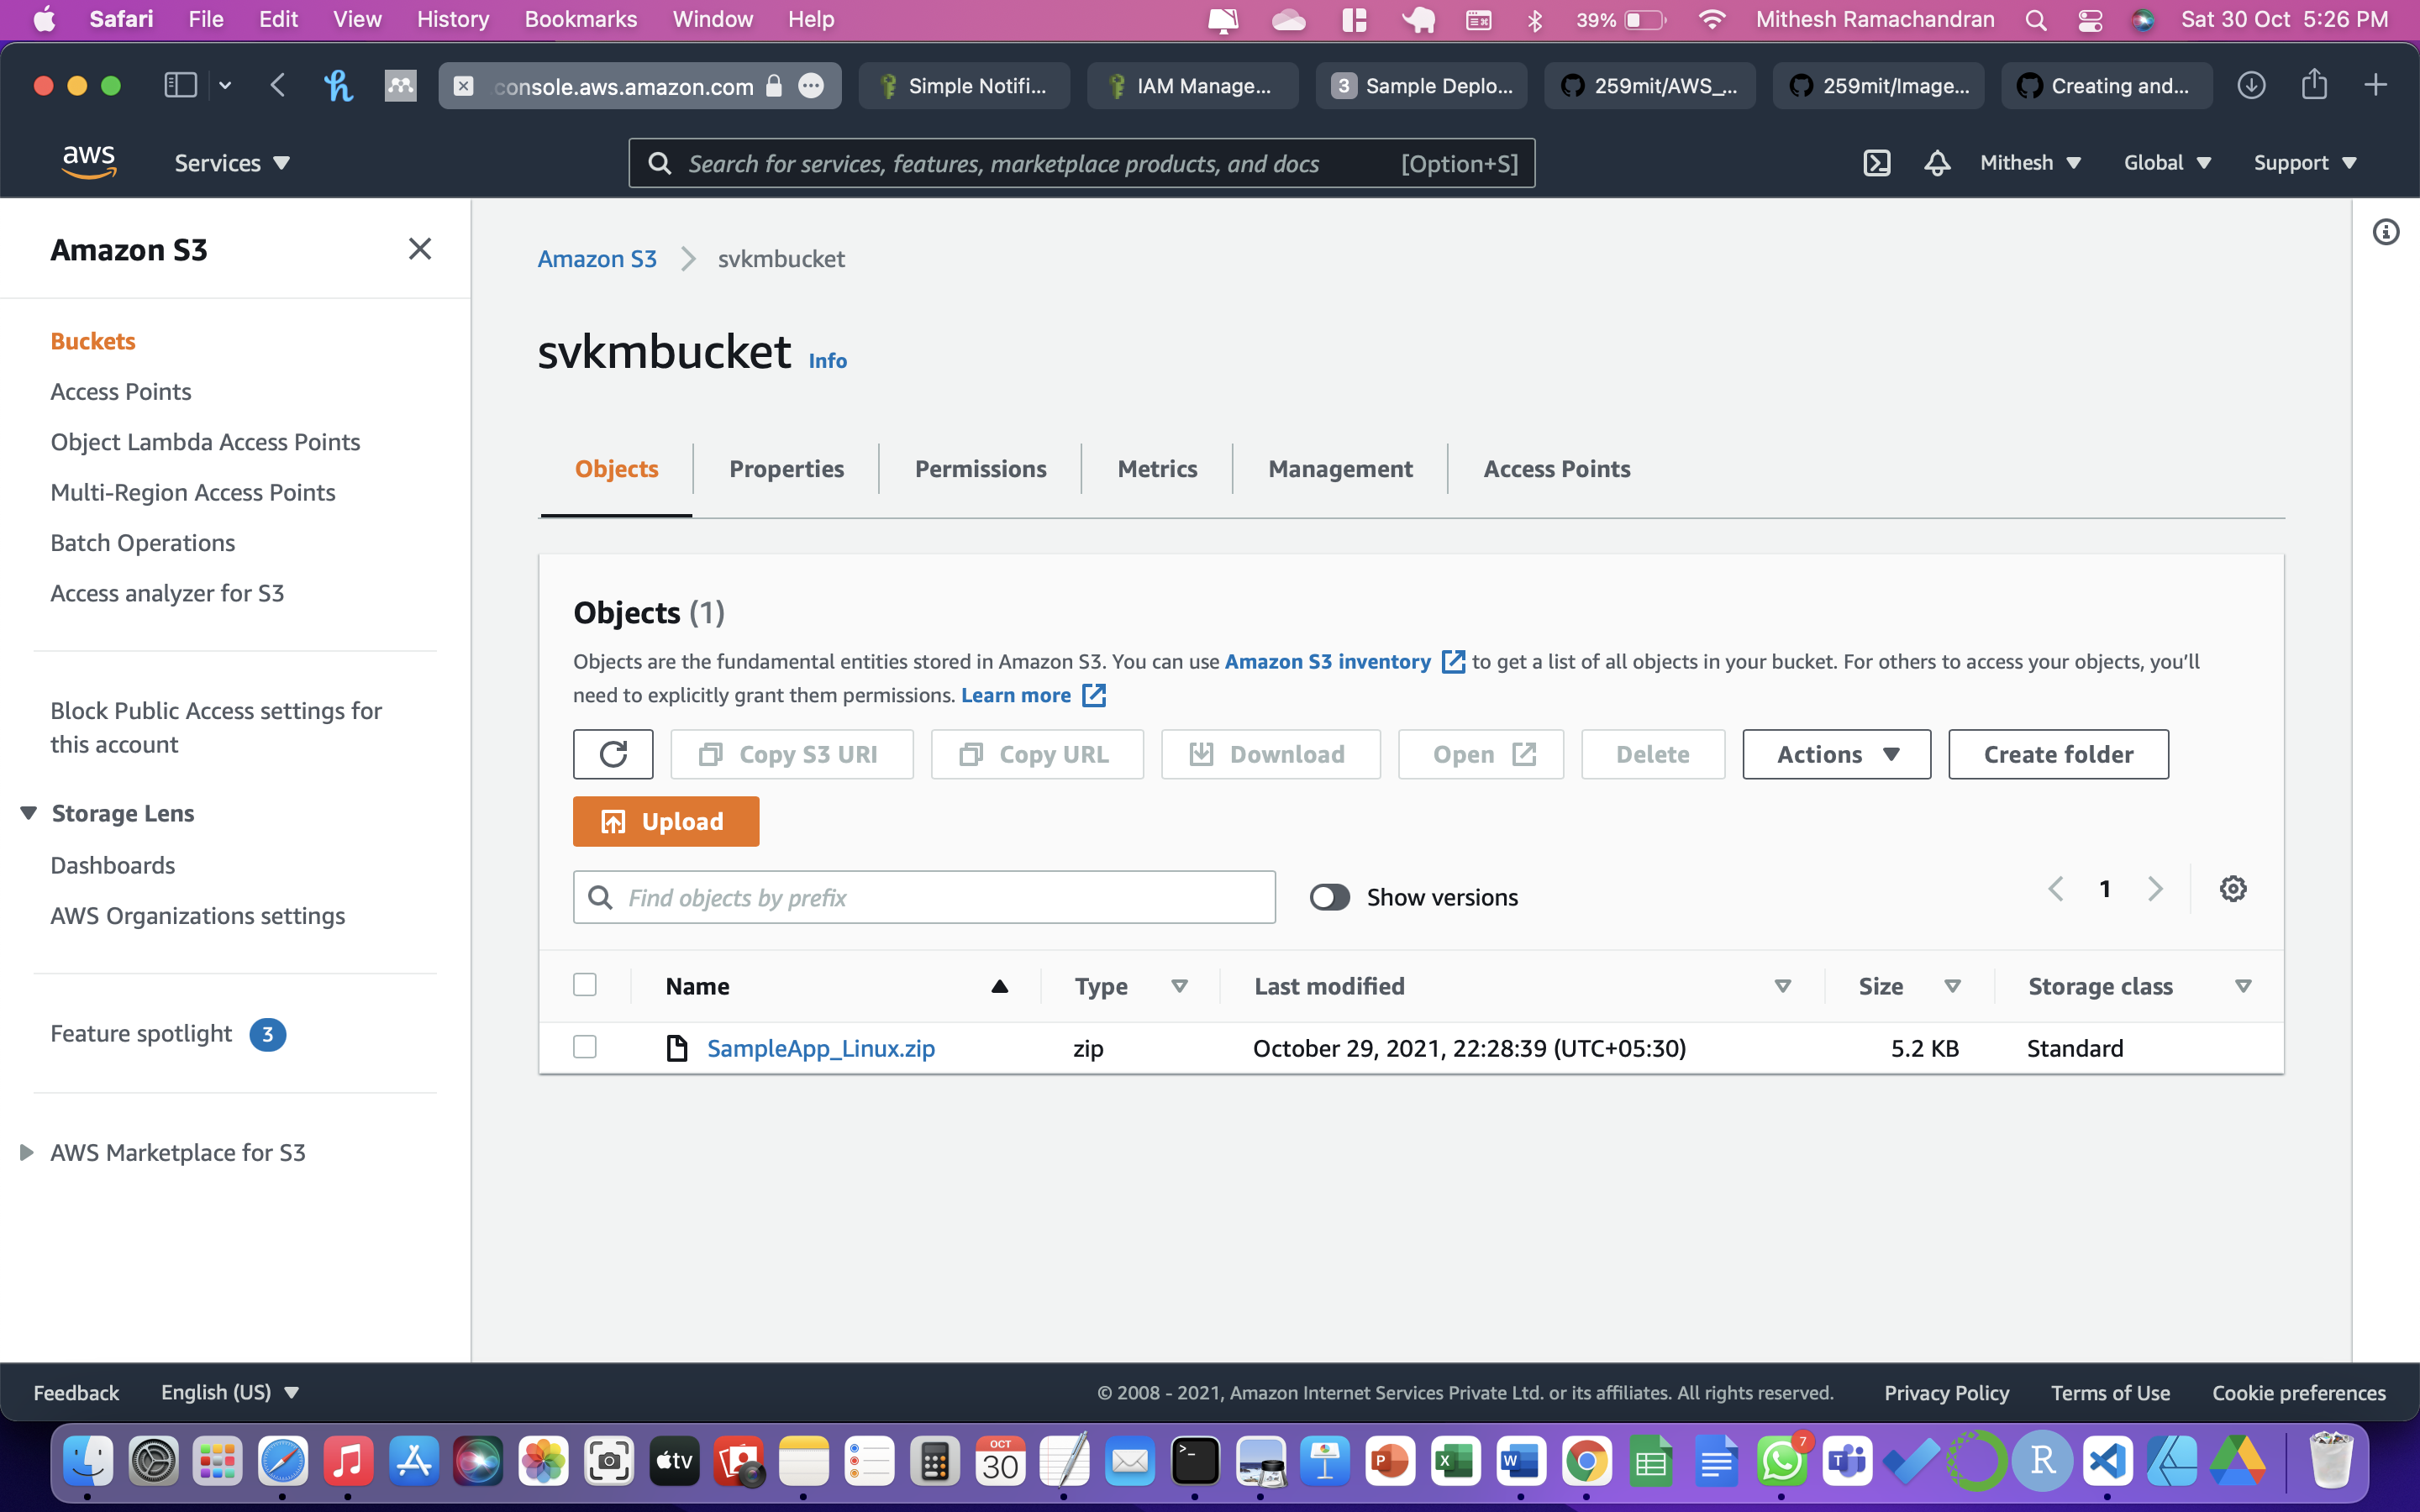 Safari File Edit View History Bookmarks Window Help 39% Mithesh Ramachandran Sat 30 Oct 5:26 PM
console.aws.amazon.com Simple Notifi... IAM Manage... 3 Sample Deplo... 259mit/AWS_... 259mit/Image... Creating and...
aws Services Search for services, features, marketplace products, and docs [Option+S] Mithesh Global Support
Amazon S3
Buckets
Access Points
Object Lambda Access Points
Multi-Region Access Points
Batch Operations
Access analyzer for S3
Block Public Access settings for
this account
Storage Lens
Dashboards
AWS Organizations settings
Feature spotlight 3
AWS Marketplace for S3
Amazon S3 svkmbucket
svkmbucket Info
Objects Properties Permissions Metrics Management Access Points
Objects (1)
Objects are the fundamental entities stored in Amazon S3. You can use Amazon S3 inventory to get a list of all objects in your bucket. For others to access your objects, you'll
need to explicitly grant them permissions. Learn more
Copy S3 URI Copy URL Download Open Delete Actions Create folder
Upload
Find objects by prefix Show versions 1
Name Type Last modified Size Storage class
SampleApp_Linux.zip zip October 29, 2021, 22:28:39 (UTC+05:30) 5.2 KB Standard
Feedback English (US) © 2008 - 2021, Amazon Internet Services Private Ltd. or its affiliates. All rights reserved. Privacy Policy Terms of Use Cookie preferences
tv OCT 30 P X W 7 T R